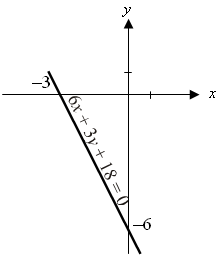 y
−3
x
6x + 3y + 18 = 0
−6